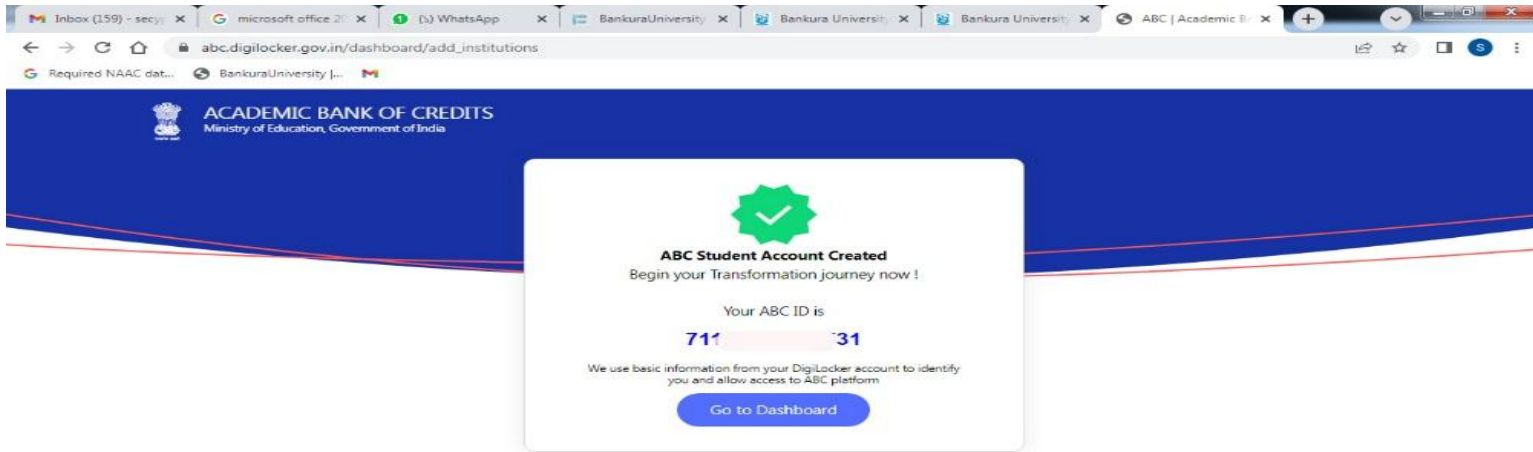 Inbox (159) - secy
microsoft office 2
WhatsApp
BankuraUniversity
Bankura Universit
Bankura Universit
ABC | Academic B
abc.digilocker.gov.in/dashboard/add_institutions
S
Required NAAC dat...
BankuraUniversity |...
ACADEMIC BANK OF CREDITS
Ministry of Education, Government of India
ABC Student Account Created
Begin your Transformation journey now !
Your ABC ID is
711 31
We use basic information from your DigiLocker account to identify
you and allow access to ABC platform
Go to Dashboard